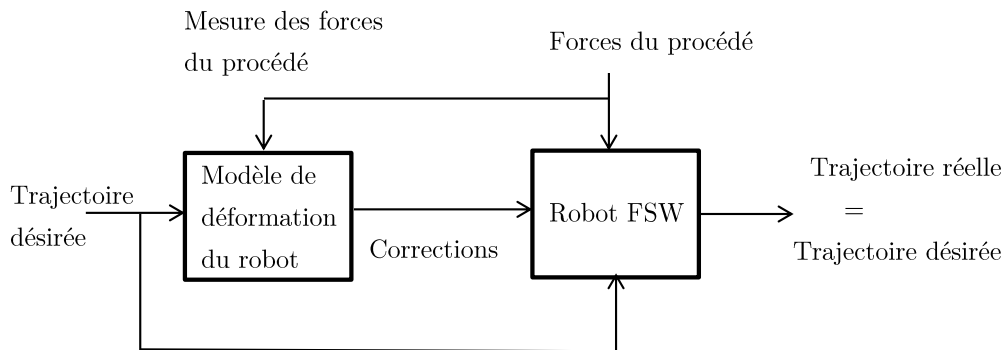 Mesure des forces
du procédé
Forces du procédé
Trajectoire
désirée
Modèle de
déformation
du robot
Corrections
Robot FSW
Trajectoire réelle
=
Trajectoire désirée